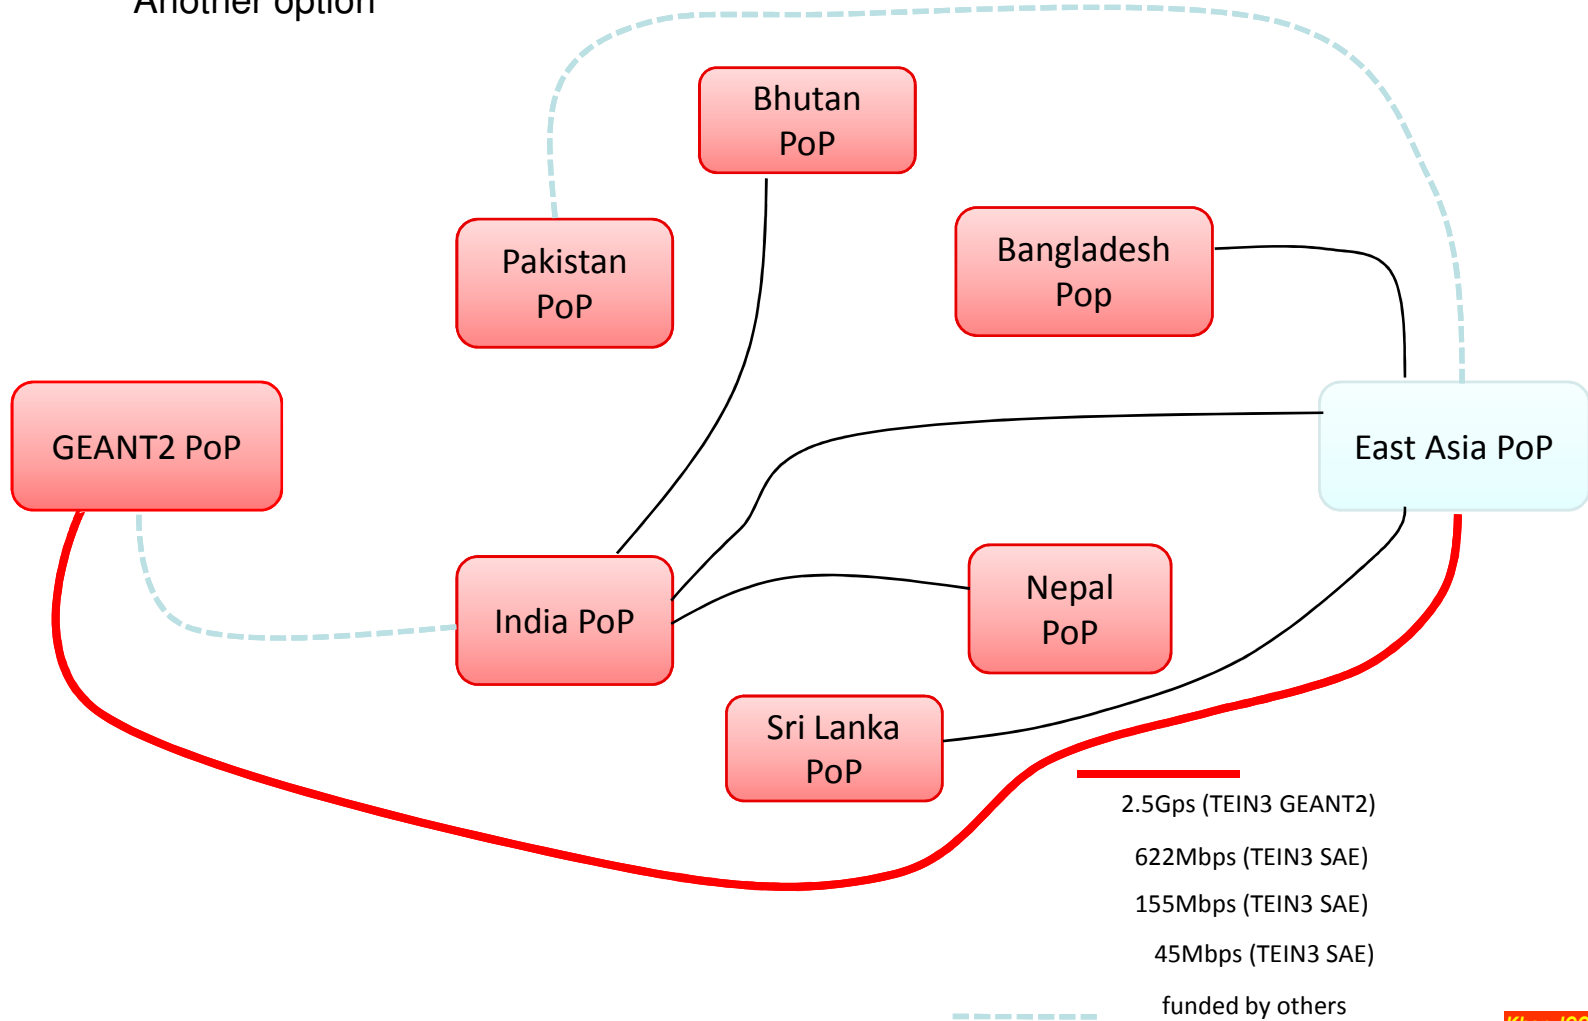 Another option
Bhutan
PoP
Pakistan
PoP
Bangladesh
Pop
GEANT2 PoP
East Asia PoP
India PoP
Nepal
PoP
Sri Lanka
PoP
2.5Gps (TEIN3 GEANT2)
622Mbps (TEIN3 SAE)
155Mbps (TEIN3 SAE)
45Mbps (TEIN3 SAE)
funded by others